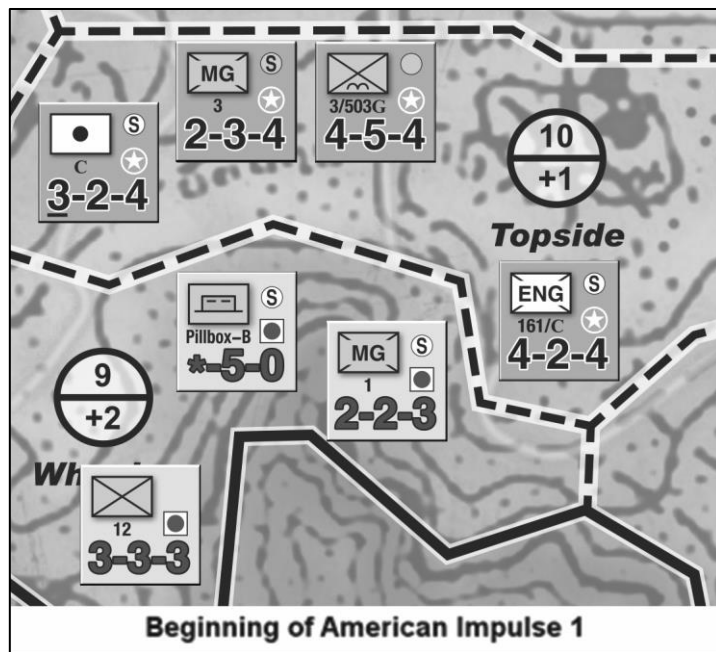 MG
S
3
2-3-4
3/503G
4-5-4
S
C
3-2-4
10
+1
Topside
ENG
S
161/C
4-2-4
S
Pillbox-B
*-5-0
MG
S
1
2-2-3
9
+2
12
3-3-3
Beginning of American Impulse 1